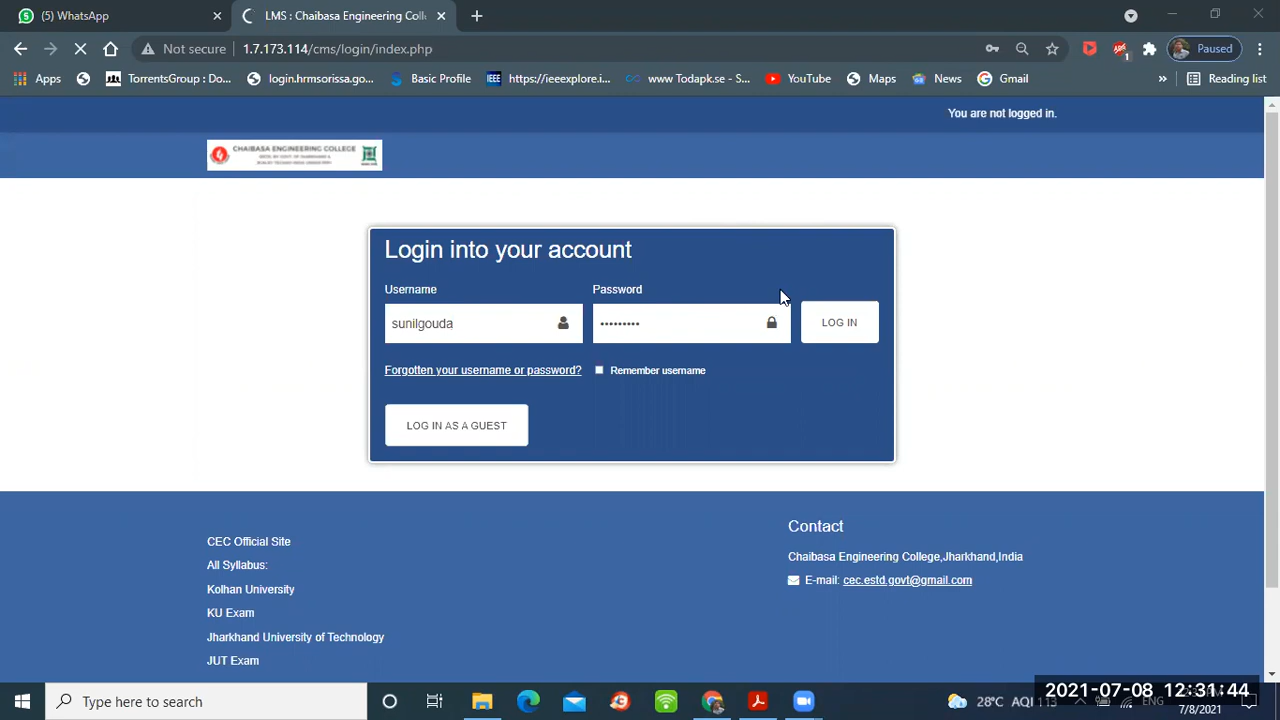 (5) WhatsApp
LMS : Chaibasa Engineering Coll
Paused
Not secure 1.7.173.114/cms/login/index.php
Apps
TorrentsGroup : Do...
login.hrmsorissa.go...
Basic Profile
IEEE
https://ieeexplore.i...
www Todapk.se - S...
YouTube
Maps
News
Gmail
»
Reading list
You are not logged in.
CHAIBASA ENGINEERING COLLEGE
Login into your account
Username
Password
sunilgouda
•••••••••
LOG IN
Forgotten your username or password?
Remember username
LOG IN AS A GUEST
Contact
CEC Official Site
Chaibasa Engineering College,Jharkhand,India
All Syllabus:
E-mail: cec.estd.govt@gmail.com
Kolhan University
KU Exam
Jharkhand University of Technology
JUT Exam
Type here to search
28°C AQI 113
2021-07-08 12:31:44
ENG
7/8/2021